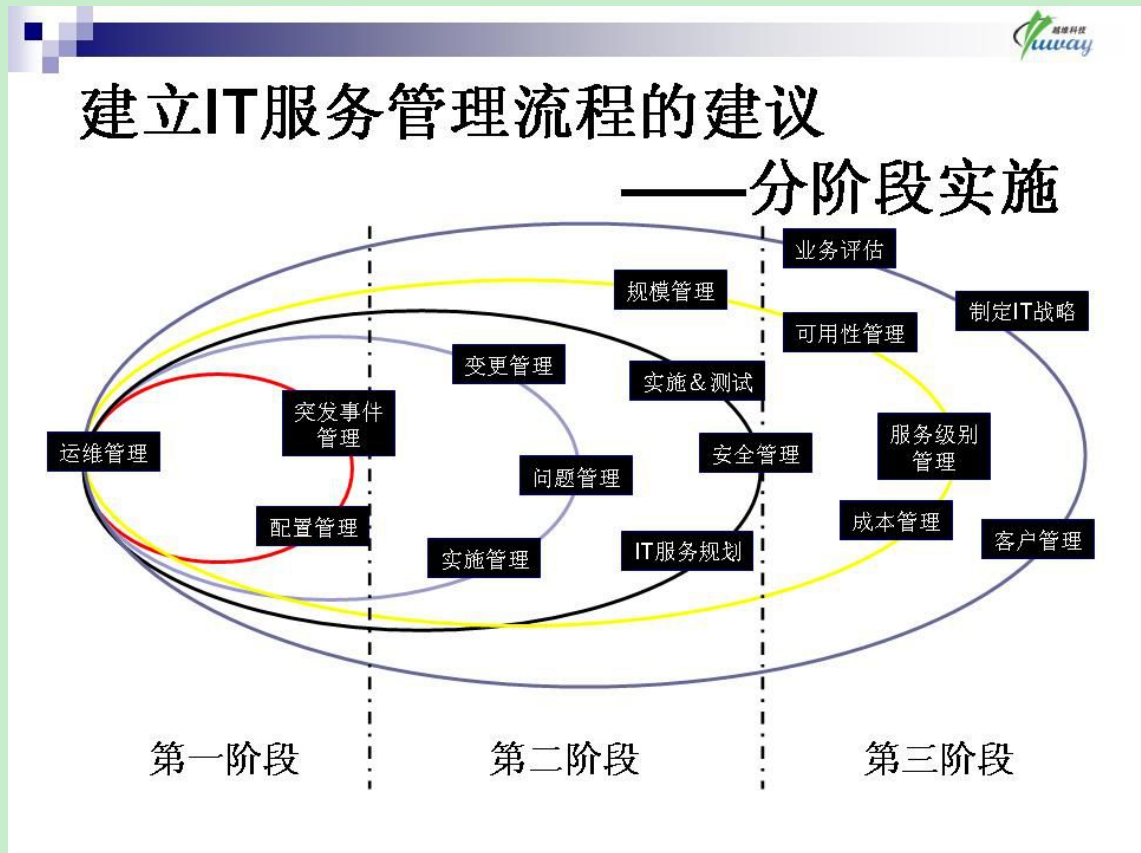 越维科技
Yuway
建立IT服务管理流程的建议
——分阶段实施
业务评估
规模管理
制定IT战略
可用性管理
变更管理
实施&测试
突发事件
管理
服务级别
管理
运维管理
安全管理
问题管理
配置管理
成本管理
实施管理
IT服务规划
客户管理
第一阶段
第二阶段
第三阶段